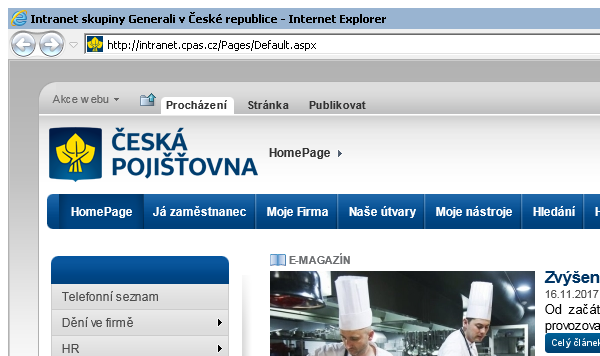 Intranet skupiny Generali v České republice - Internet Explorer
http://intranet.cpas.cz/Pages/Default.aspx
Akce webu
Procházení Stránka Publikovat
ČESKÁ
POJIŠŤOVNA
HomePage
HomePage Já zaměstnanec Moje Firma Naše útvary Moje nástroje Hledání H
E-MAGAZÍN
Telefonní seznam
Dění ve firmě
HR
Zvýšen
16.11.2017
Od začát
provozova
Celý článek